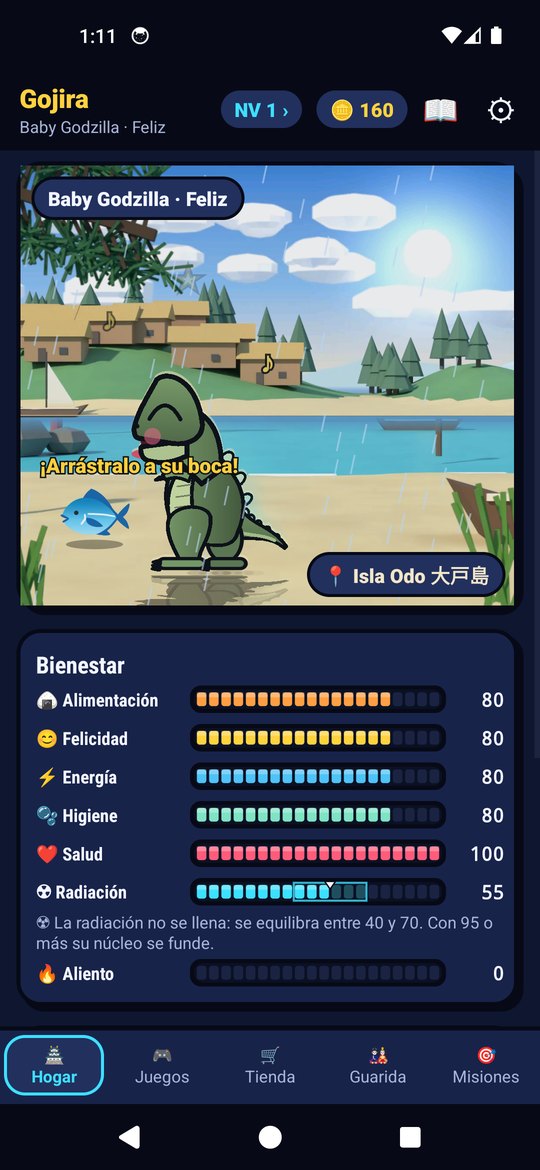 1:11
Gojira
Baby Godzilla · Feliz
NV 1 ›
160
Baby Godzilla · Feliz
¡Arrástralo a su boca!
Isla Odo 大戸島
Bienestar
Alimentación 80
Felicidad 80
Energía 80
Higiene 80
Salud 100
Radiación 55
☢ La radiación no se llena: se equilibra entre 40 y 70. Con 95 o
más su núcleo se funde.
Aliento 0
Hogar
Juegos
Tienda
Guarida
Misiones